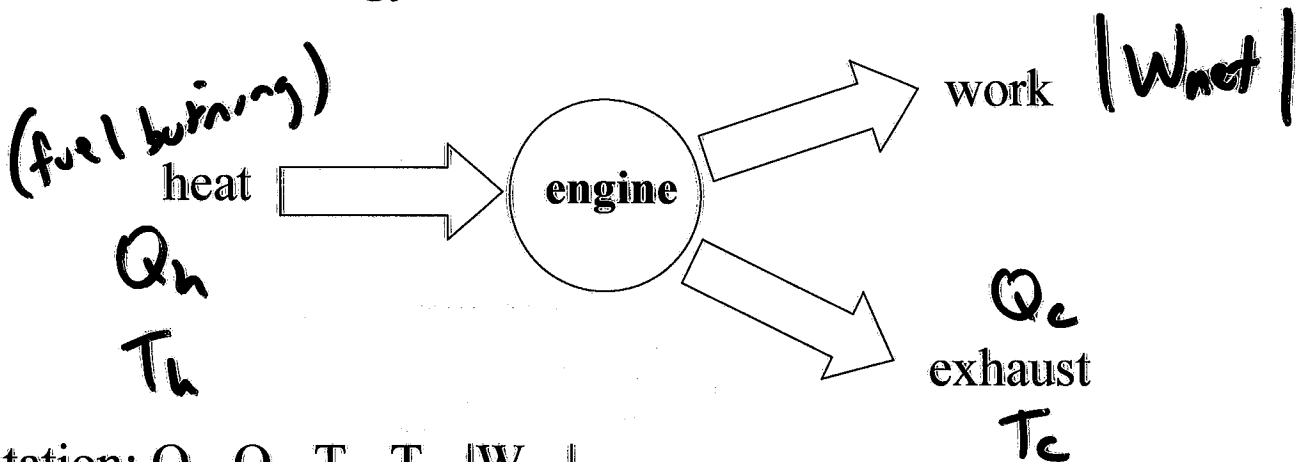 (fuel burning)
heat
Qh
Th
engine
work |Wnet|
Qc
exhaust
Tc